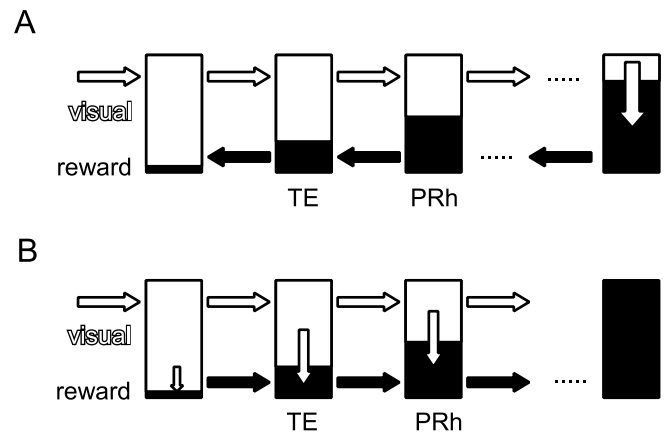 A
visual
.....
reward
.....
TE PRh
B
visual
reward
.....
TE PRh